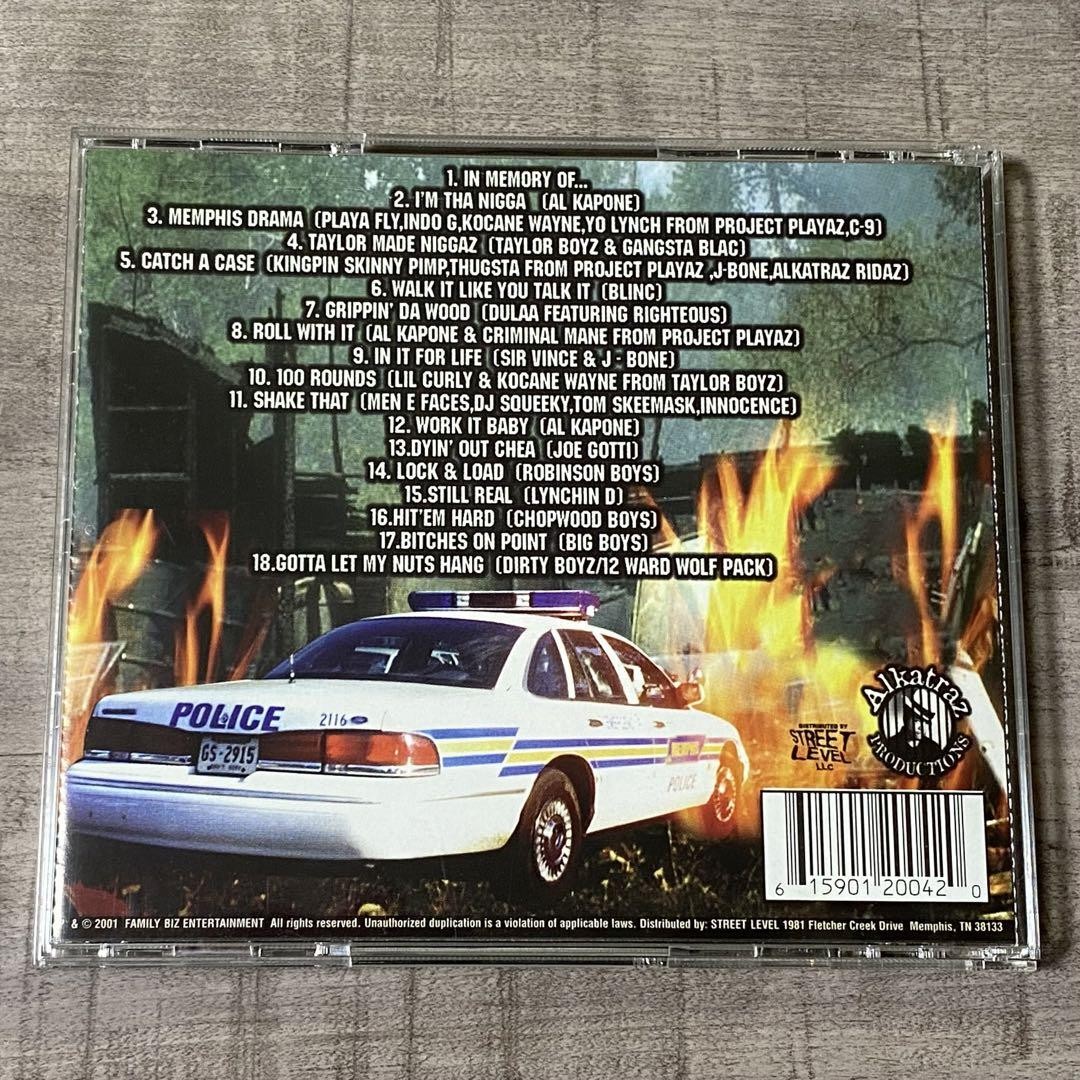 1. IN MEMORY OF...
2. I'M THA NIGGA (AL KAPONE)
3. MEMPHIS DRAMA (PLAYA FLY,INDO G,KOCANE WAYNE,YO LYNCH FROM PROJECT PLAYAZ,C-9)
4. TAYLOR MADE NIGGAZ (TAYLOR BOYZ & GANGSTA BLAC)
5. CATCH A CASE (KINGPIN SKINNY PIMP,THUGSTA FROM PROJECT PLAYAZ ,J-BONE,ALKATRAZ RIDAZ)
6. WALK IT LIKE YOU TALK IT (BLINC)
7. GRIPPIN' DA WOOD (DULAA FEATURING RIGHTEOUS)
8. ROLL WITH IT (AL KAPONE & CRIMINAL MANE FROM PROJECT PLAYAZ)
9. IN IT FOR LIFE (SIR VINCE & J - BONE)
10. 100 ROUNDS (LIL CURLY & KOCANE WAYNE FROM TAYLOR BOYZ)
11. SHAKE THAT (MEN E FACES,DJ SQUEEKY,TOM SKEEMASK,INNOCENCE)
12. WORK IT BABY (AL KAPONE)
13.DYIN' OUT CHEA (JOE GOTTI)
14. LOCK & LOAD (ROBINSON BOYS)
15.STILL REAL (LYNCHIN D)
16.HIT'EM HARD (CHOPWOOD BOYS)
17.BITCHES ON POINT (BIG BOYS)
18.GOTTA LET MY NUTS HANG (DIRTY BOYZ/12 WARD WOLF PACK)
POLICE 2116 Ford
GS-2915
POLICE
DISTRIBUTED BY
STREET
LEVEL
LLC
Alkatraz
PRODUCTIONS
6 15901 20042 0
& © 2001 FAMILY BIZ ENTERTAINMENT All rights reserved. Unauthorized duplication is a violation of applicable laws. Distributed by: STREET LEVEL 1981 Fletcher Creek Drive Memphis, TN 38133